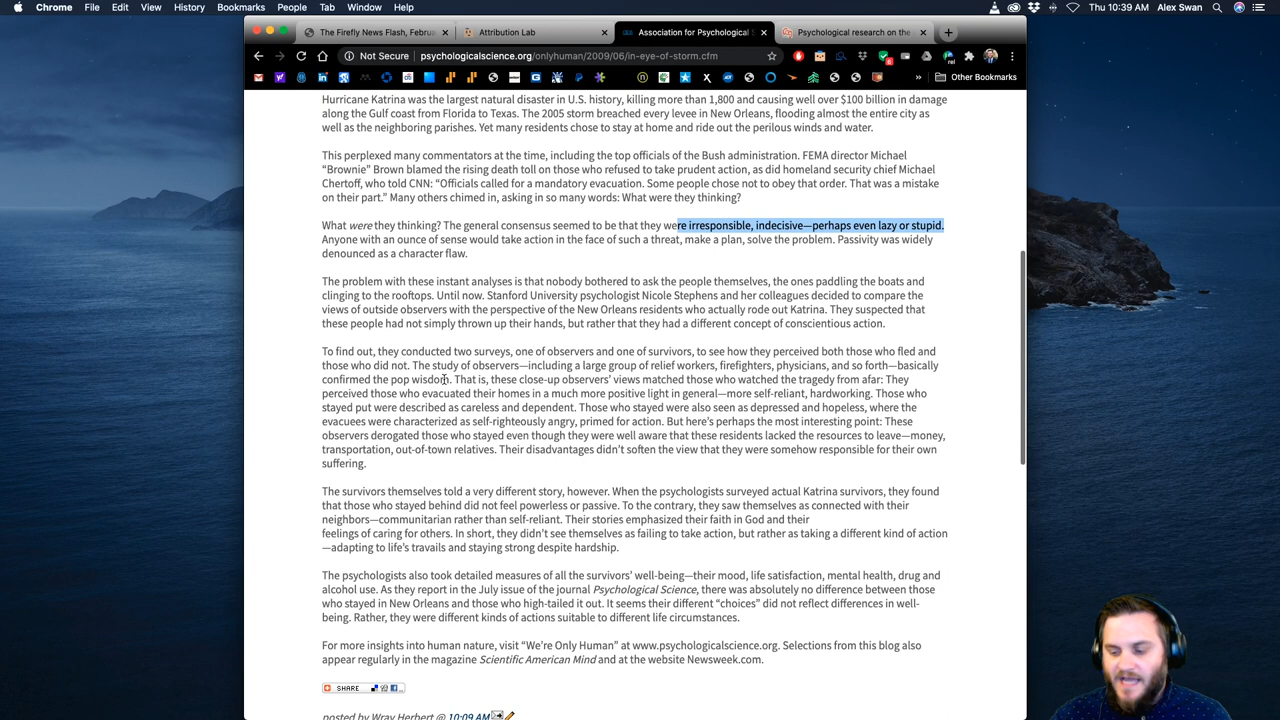 Chrome File Edit View History Bookmarks People Tab Window Help
Thu 10:39 AM Alex Swan
The Firefly News Flash, Februa
Attribution Lab
Association for Psychological S
Psychological research on the
Not Secure | psychologicalscience.org/onlyhuman/2009/06/in-eye-of-storm.cfm
» Other Bookmarks
Hurricane Katrina was the largest natural disaster in U.S. history, killing more than 1,800 and causing well over $100 billion in damage
along the Gulf coast from Florida to Texas. The 2005 storm breached every levee in New Orleans, flooding almost the entire city as
well as the neighboring parishes. Yet many residents chose to stay at home and ride out the perilous winds and water.
This perplexed many commentators at the time, including the top officials of the Bush administration. FEMA director Michael
“Brownie” Brown blamed the rising death toll on those who refused to take prudent action, as did homeland security chief Michael
Chertoff, who told CNN: “Officials called for a mandatory evacuation. Some people chose not to obey that order. That was a mistake
on their part.” Many others chimed in, asking in so many words: What were they thinking?
What were they thinking? The general consensus seemed to be that they were irresponsible, indecisive—perhaps even lazy or stupid.
Anyone with an ounce of sense would take action in the face of such a threat, make a plan, solve the problem. Passivity was widely
denounced as a character flaw.
The problem with these instant analyses is that nobody bothered to ask the people themselves, the ones paddling the boats and
clinging to the rooftops. Until now. Stanford University psychologist Nicole Stephens and her colleagues decided to compare the
views of outside observers with the perspective of the New Orleans residents who actually rode out Katrina. They suspected that
these people had not simply thrown up their hands, but rather that they had a different concept of conscientious action.
To find out, they conducted two surveys, one of observers and one of survivors, to see how they perceived both those who fled and
those who did not. The study of observers—including a large group of relief workers, firefighters, physicians, and so forth—basically
confirmed the pop wisdom. That is, these close-up observers’ views matched those who watched the tragedy from afar: They
perceived those who evacuated their homes in a much more positive light in general—more self-reliant, hardworking. Those who
stayed put were described as careless and dependent. Those who stayed were also seen as depressed and hopeless, where the
evacuees were characterized as self-righteously angry, primed for action. But here’s perhaps the most interesting point: These
observers derogated those who stayed even though they were well aware that these residents lacked the resources to leave—money,
transportation, out-of-town relatives. Their disadvantages didn’t soften the view that they were somehow responsible for their own
suffering.
The survivors themselves told a very different story, however. When the psychologists surveyed actual Katrina survivors, they found
that those who stayed behind did not feel powerless or passive. To the contrary, they saw themselves as connected with their
neighbors—communitarian rather than self-reliant. Their stories emphasized their faith in God and their
feelings of caring for others. In short, they didn’t see themselves as failing to take action, but rather as taking a different kind of action
—adapting to life’s travails and staying strong despite hardship.
The psychologists also took detailed measures of all the survivors’ well-being—their mood, life satisfaction, mental health, drug and
alcohol use. As they report in the July issue of the journal Psychological Science, there was absolutely no difference between those
who stayed in New Orleans and those who high-tailed it out. It seems their different “choices” did not reflect differences in well-
being. Rather, they were different kinds of actions suitable to different life circumstances.
For more insights into human nature, visit “We’re Only Human” at www.psychologicalscience.org. Selections from this blog also
appear regularly in the magazine Scientific American Mind and at the website Newsweek.com.
SHARE
posted by Wray Herbert @ 10:09 AM